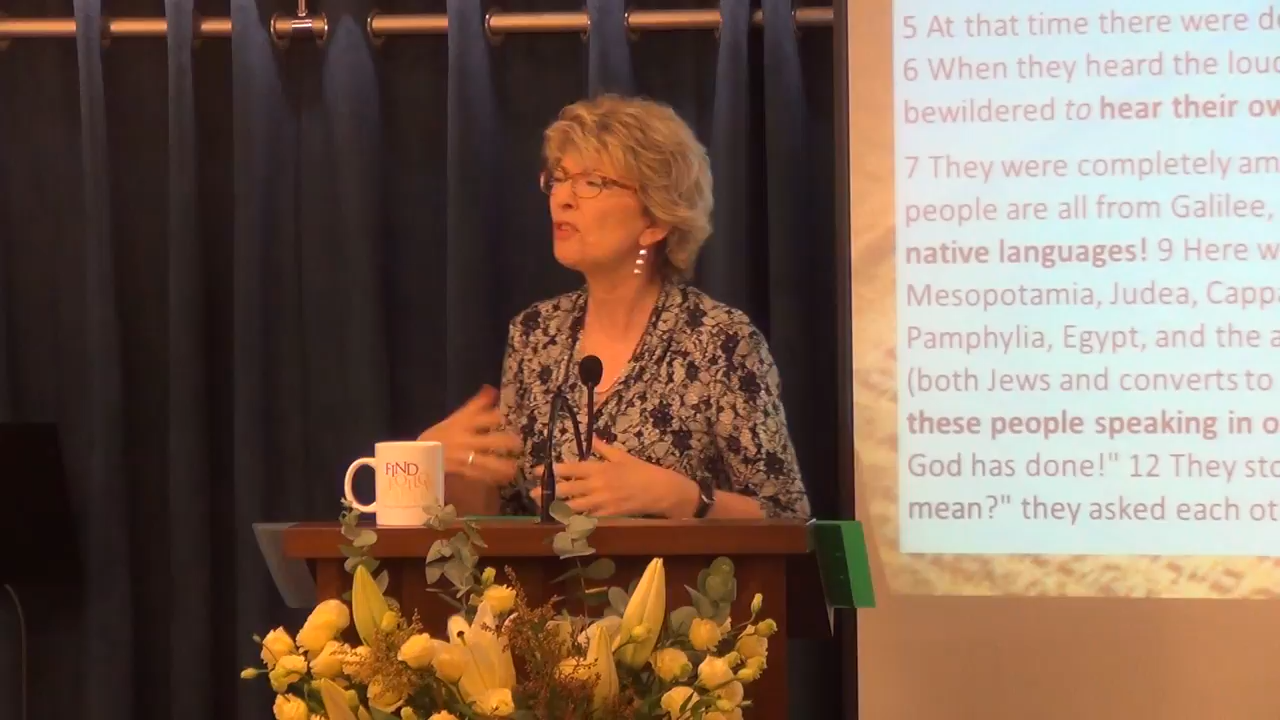 FIND
5 At that time there were d
6 When they heard the loud
bewildered to hear their ow
7 They were completely am
people are all from Galilee,
native languages! 9 Here w
Mesopotamia, Judea, Capp
Pamphylia, Egypt, and the a
(both Jews and converts to
these people speaking in o
God has done!" 12 They sto
mean?" they asked each ot